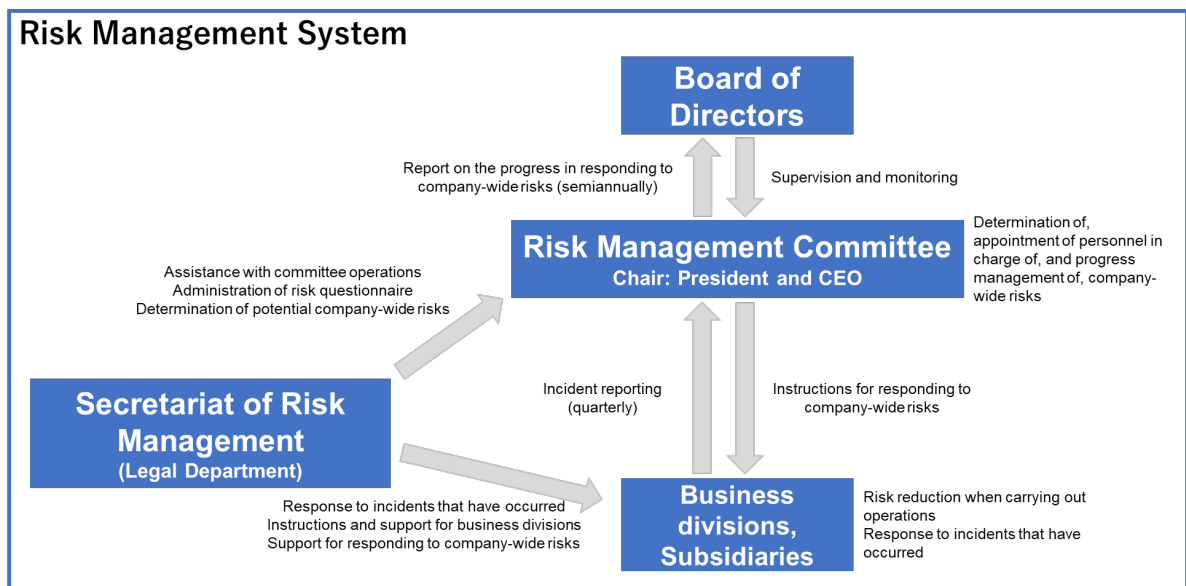 Risk Management System
Board of
Directors
Report on the progress in responding to
company-wide risks (semiannually)
Supervision and monitoring
Risk Management Committee
Chair: President and CEO
Determination of,
appointment of personnel in
charge of, and progress
management of, company-
wide risks
Assistance with committee operations
Administration of risk questionnaire
Determination of potential company-wide risks
Secretariat of Risk
Management
(Legal Department)
Incident reporting
(quarterly)
Instructions for responding to
company-wide risks
Response to incidents that have occurred
Instructions and support for business divisions
Support for responding to company-wide risks
Business
divisions,
Subsidiaries
Risk reduction when carrying out
operations
Response to incidents that have
occurred